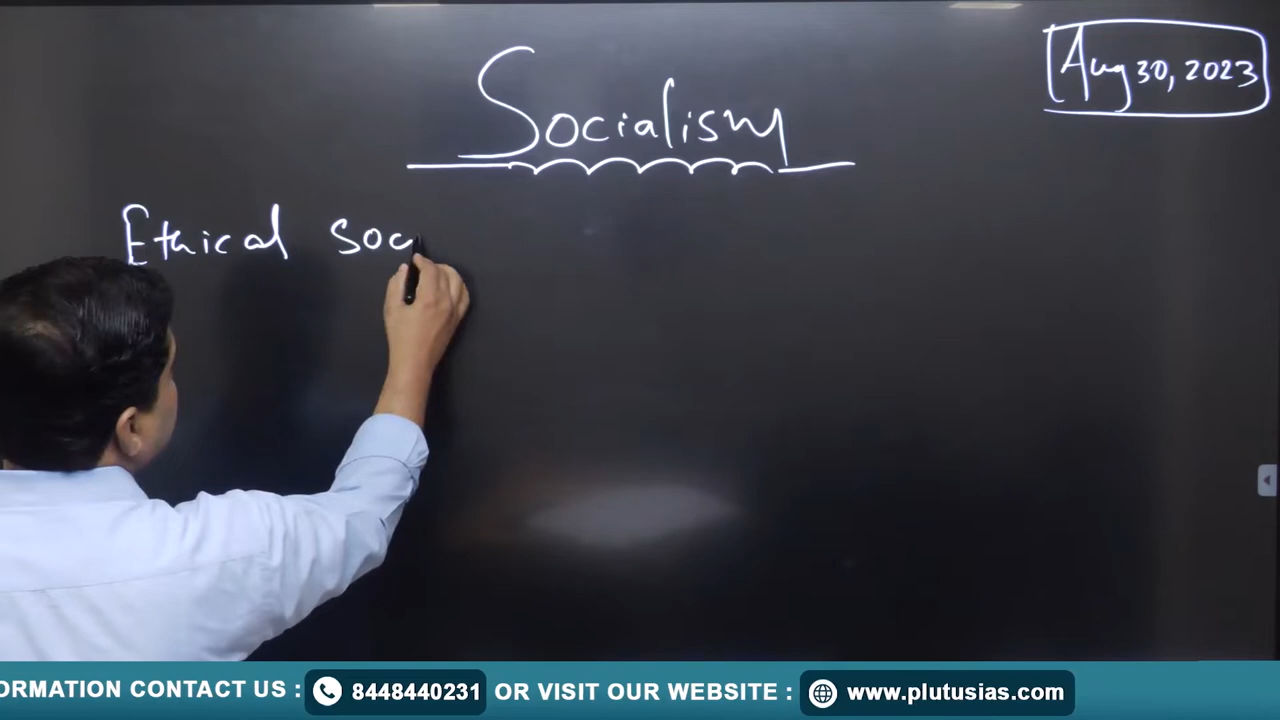 Aug 30, 2023
Socialism
Ethical soc
ORMATION CONTACT US : 8448440231 OR VISIT OUR WEBSITE : www.plutusias.com